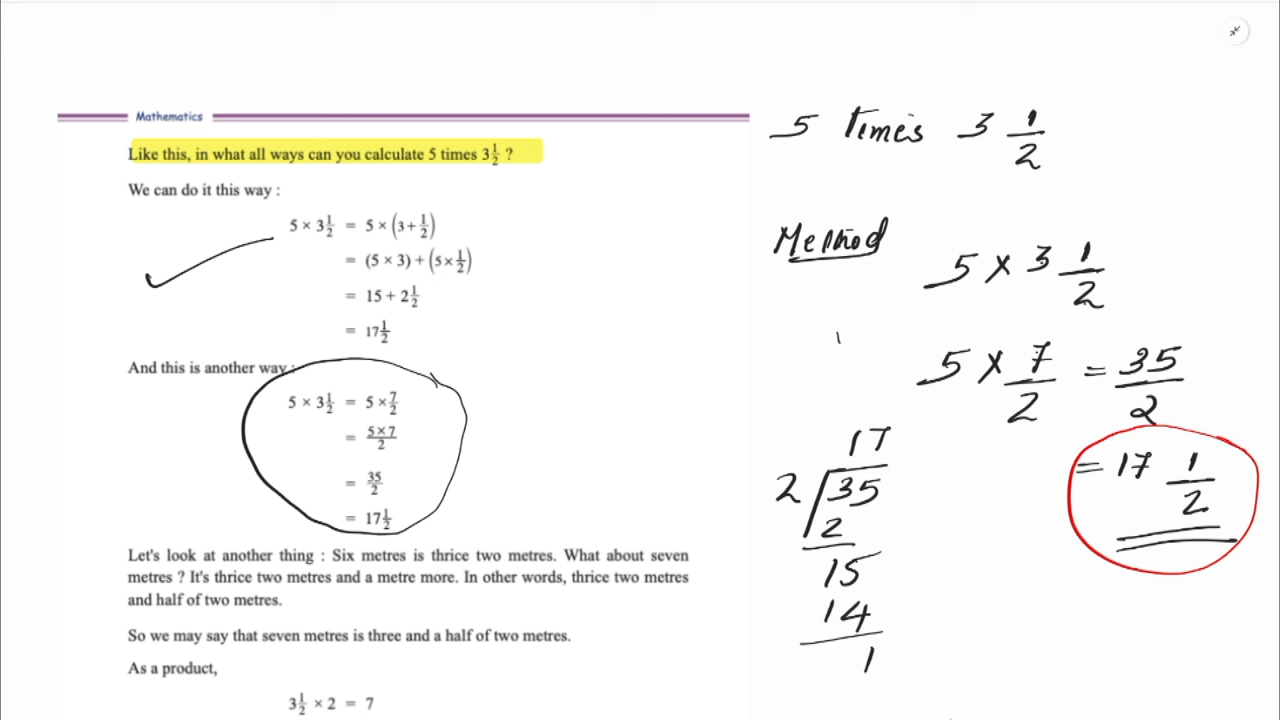 Mathematics
Like this, in what all ways can you calculate 5 times 3½ ?
We can do it this way :
5 × 3½ = 5 × (3 + ½)
= (5 × 3) + (5 × ½)
= 15 + 2½
= 17½
And this is another way :
5 × 3½ = 5 × 7/2
= 5×7/2
= 35/2
= 17½
Let's look at another thing : Six metres is thrice two metres. What about seven
metres ? It's thrice two metres and a metre more. In other words, thrice two metres
and half of two metres.
So we may say that seven metres is three and a half of two metres.
As a product,
3½ × 2 = 7
5 times 3 1/2
Method
5 × 3 1/2
5 × 7/2 = 35/2
= 17 1/2
17
2 35
2
15
14
1